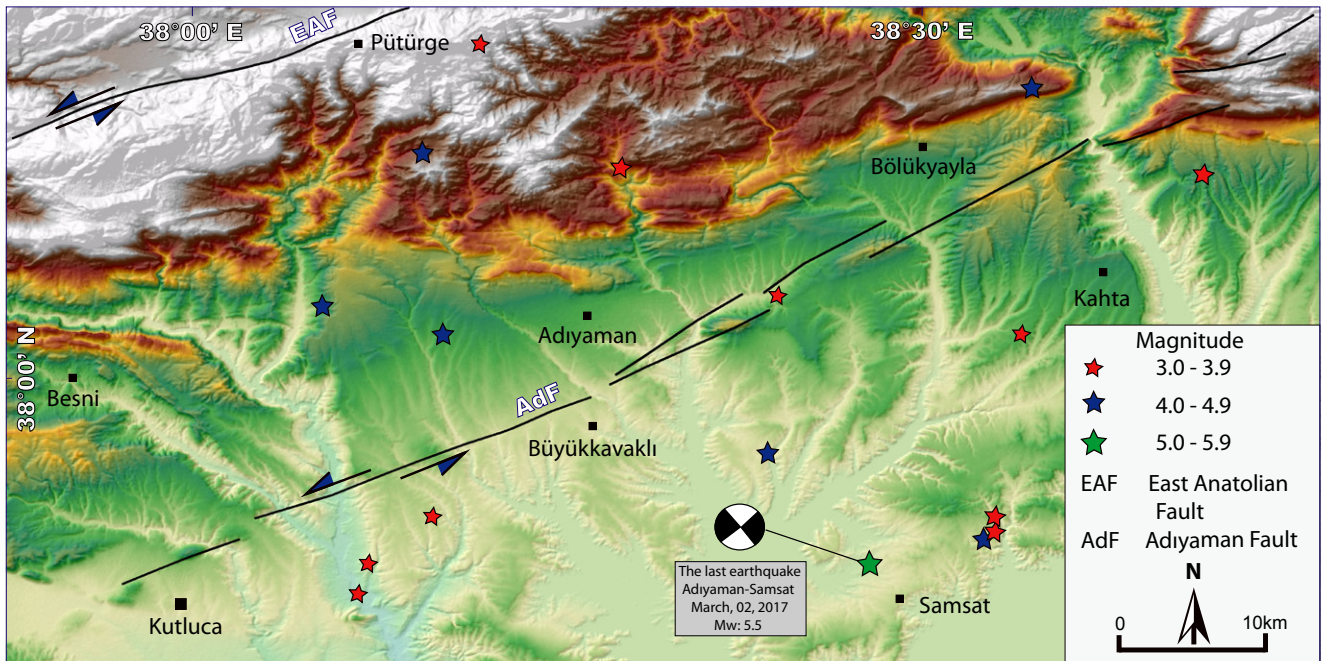 38°00' E
EAF
38°30' E
Pütürge
Bölükyayla
Kahta
Adıyaman
38°00' N
Besni
AdF
Büyükkavaklı
The last earthquake
Adıyaman-Samsat
March, 02, 2017
Mw: 5.5
Samsat
Kutluca
Magnitude
3.0 - 3.9
4.0 - 4.9
5.0 - 5.9
EAF East Anatolian
Fault
AdF Adıyaman Fault
N
0 10km